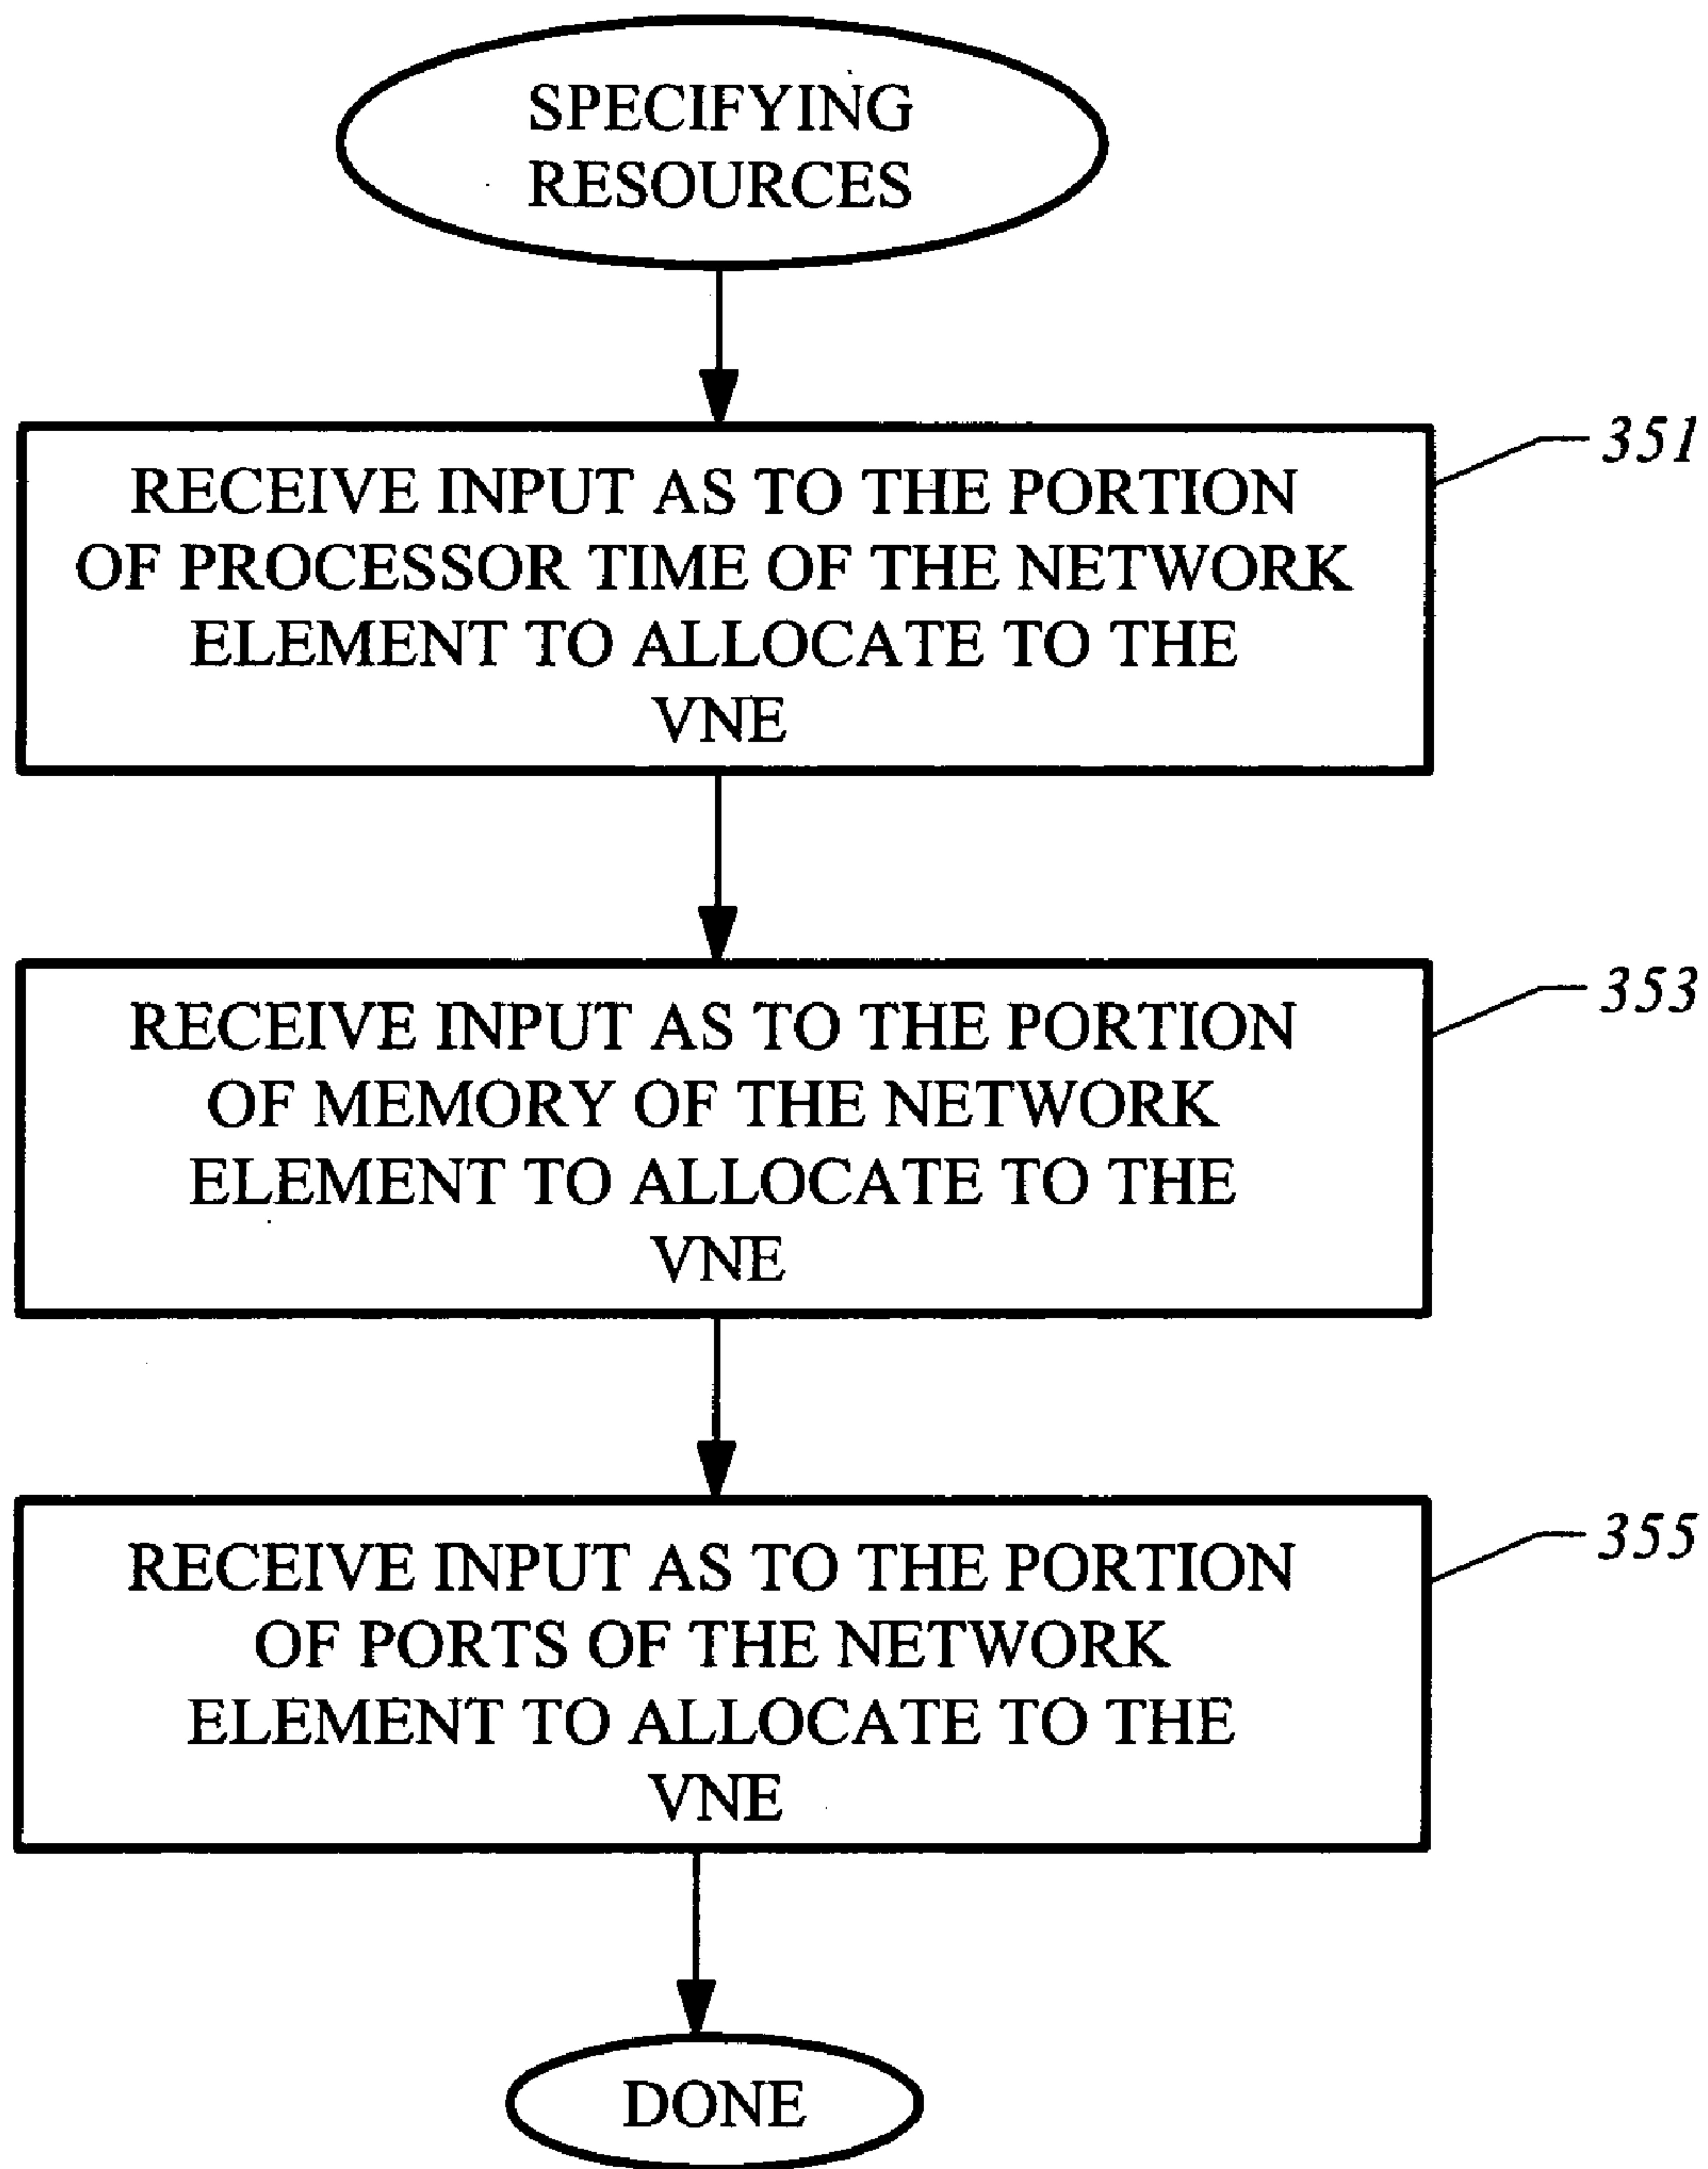 SPECIFYING
RESOURCES
351
RECEIVE INPUT AS TO THE PORTION
OF PROCESSOR TIME OF THE NETWORK
ELEMENT TO ALLOCATE TO THE
VNE
353
RECEIVE INPUT AS TO THE PORTION
OF MEMORY OF THE NETWORK
ELEMENT TO ALLOCATE TO THE
VNE
355
RECEIVE INPUT AS TO THE PORTION
OF PORTS OF THE NETWORK
ELEMENT TO ALLOCATE TO THE
VNE
DONE